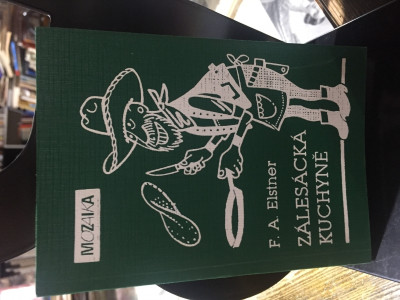 F. A. Elstner
ZÁLESÁCKÁ
KUCHYNĚ
MOZAIKA